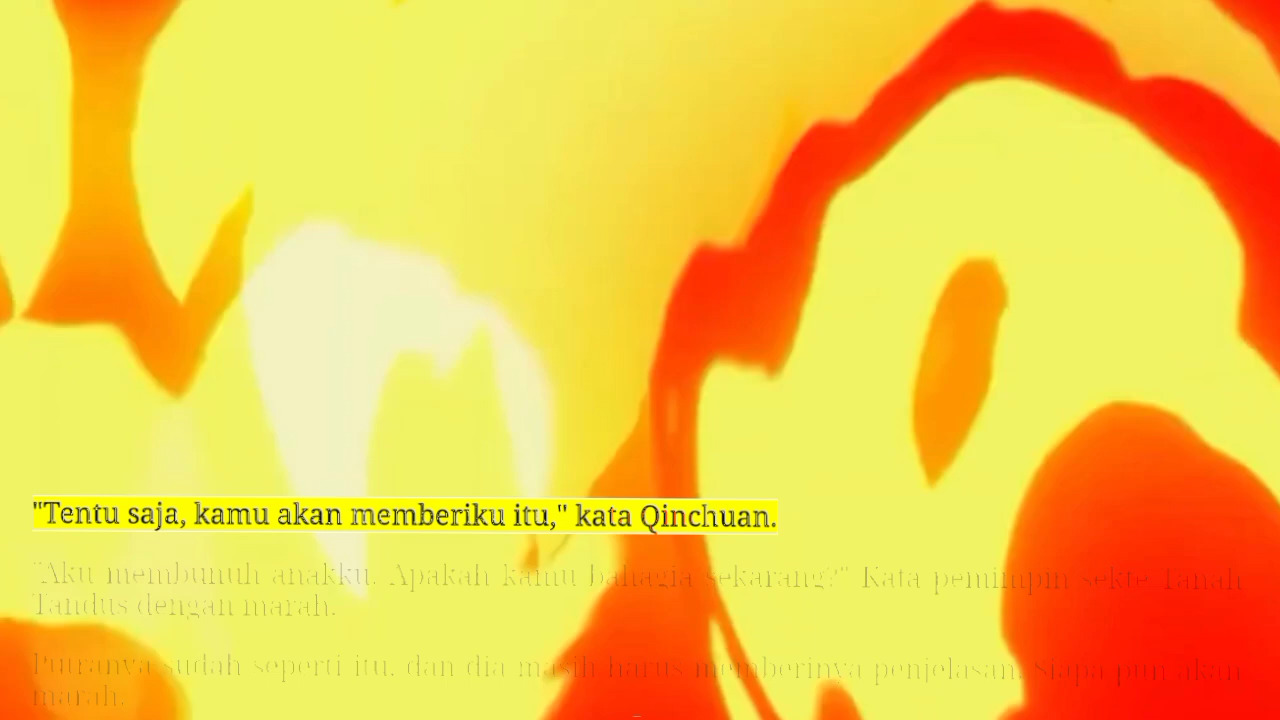 "Tentu saja, kamu akan memberiku itu," kata Qinchuan.
"Aku membunuh anakku. Apakah kamu bahagia sekarang?" Kata pemimpin sekte Tanah
Tandus dengan marah.
Putranya sudah seperti itu, dan dia masih harus memberinya penjelasan. Siapa pun akan
marah.